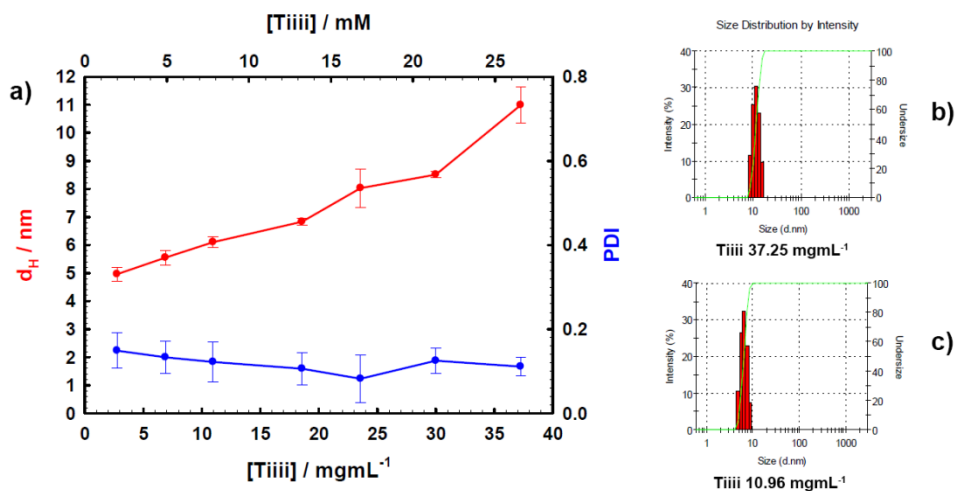 a)
[Tiiii] / mM
0 5 10 15 20 25
12
11
10
9
8
7
6
5
4
3
2
1
0
d_H / nm
0.8
0.6
0.4
0.2
0.0
PDI
0 5 10 15 20 25 30 35 40
[Tiiii] / mgmL⁻¹
Size Distribution by Intensity
b)
40
30
20
10
0
Intensity (%)
100
80
60
40
20
0
Undersize
1 10 100 1000
Size (d.nm)
Tiiii 37.25 mgmL⁻¹
c)
40
30
20
10
0
Intensity (%)
100
80
60
40
20
0
Undersize
1 10 100 1000
Size (d.nm)
Tiiii 10.96 mgmL⁻¹